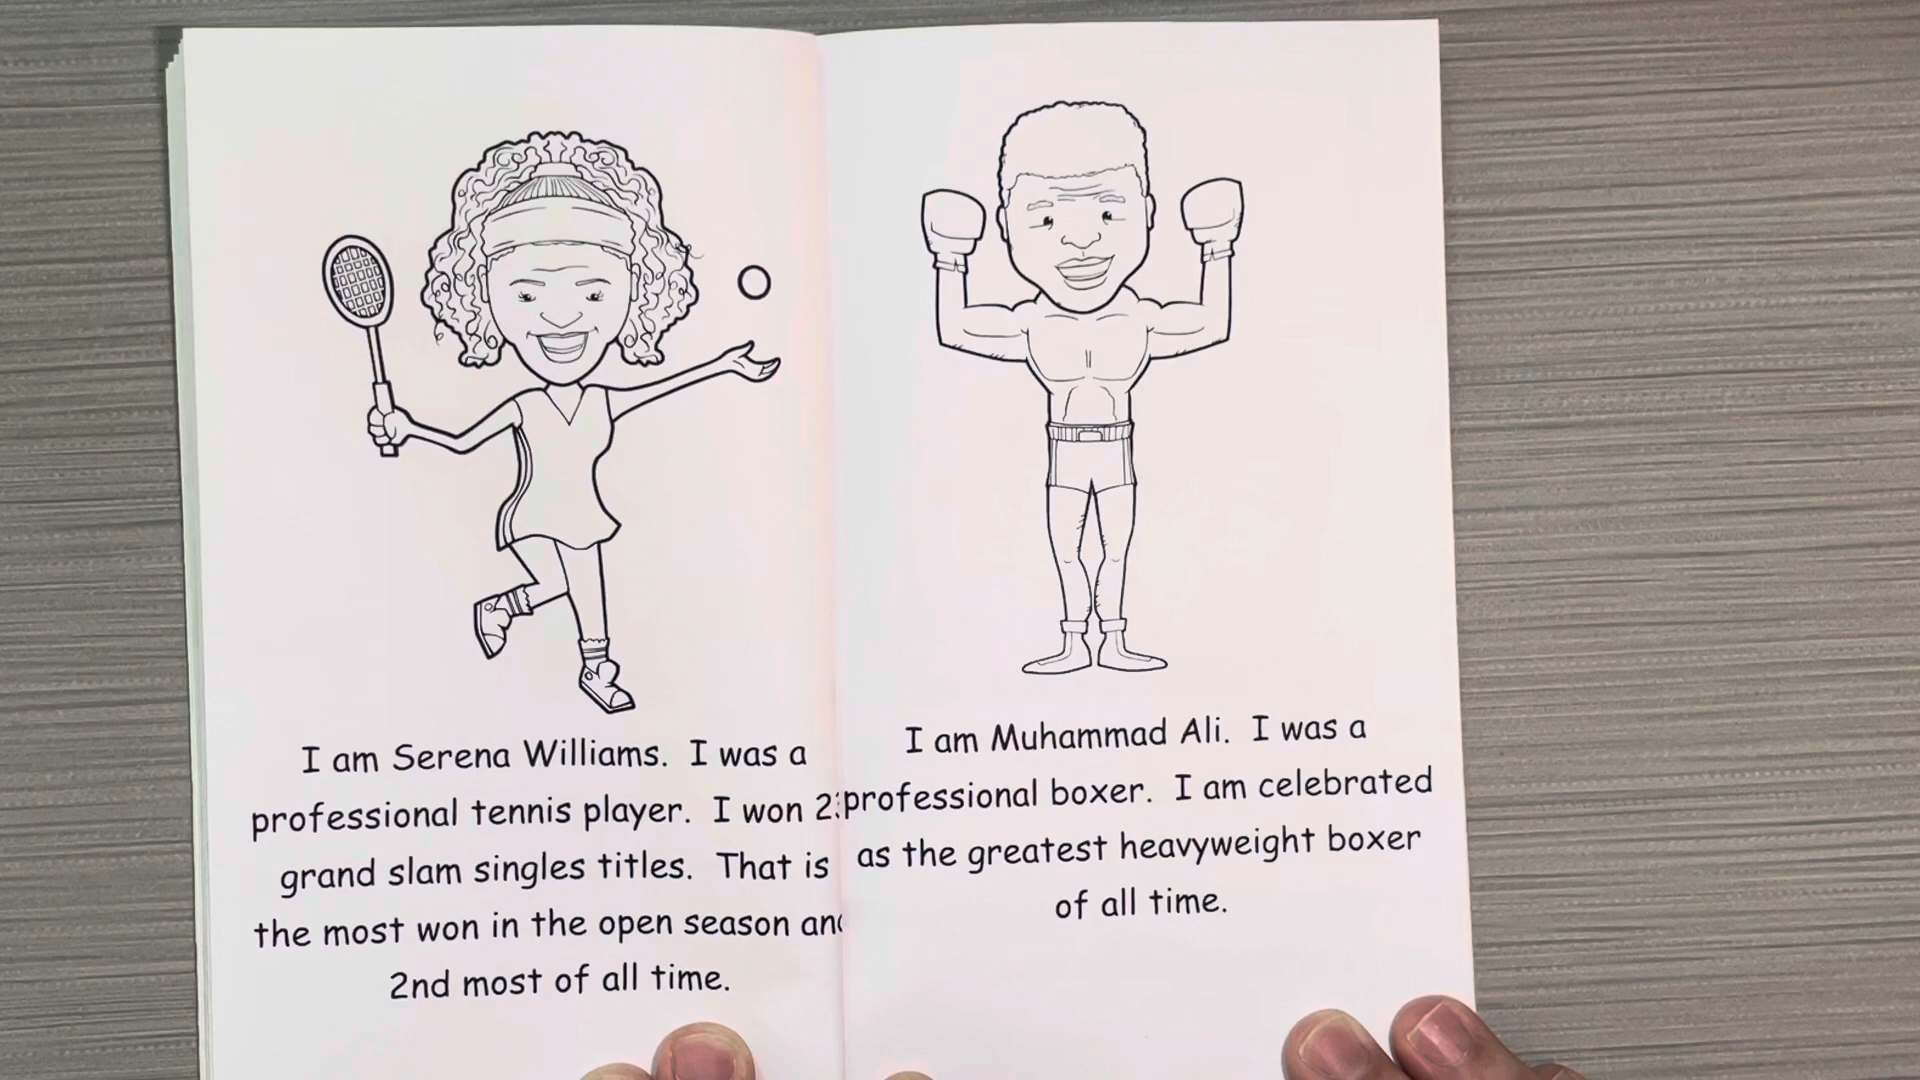 I am Serena Williams. I was a
professional tennis player. I won
grand slam singles titles. That is
the most won in the open season and
2nd most of all time.
I am Muhammad Ali. I was a
professional boxer. I am celebrated
as the greatest heavyweight boxer
of all time.